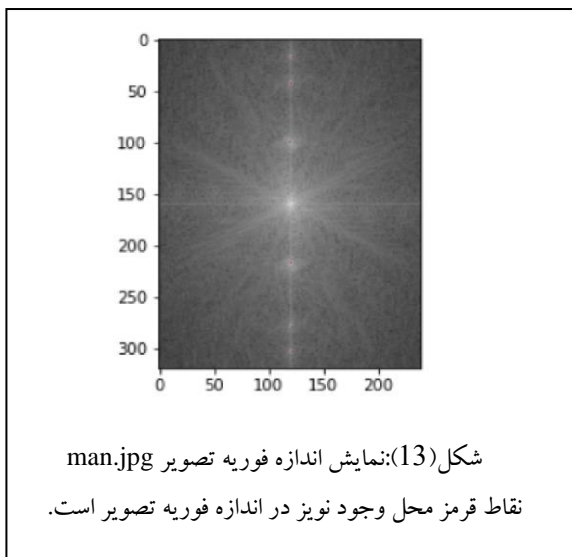 0
50
100
150
200
250
300
0 50 100 150 200
شکل(13):نمایش اندازه فوریه تصویر man.jpg
نقاط قرمز محل وجود نویز در اندازه فوریه تصویر است.